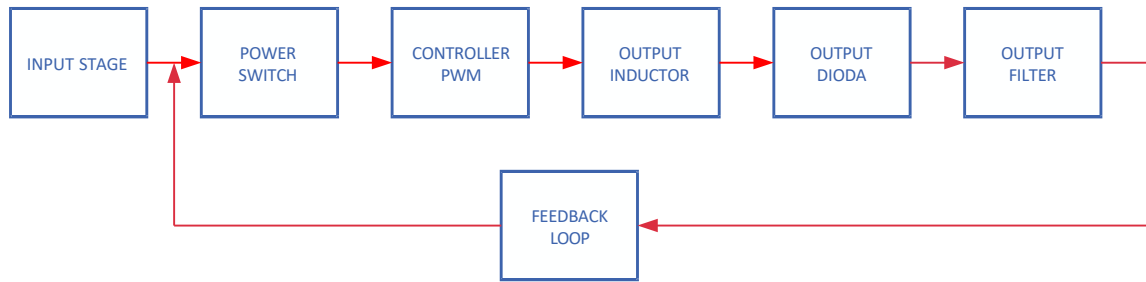 INPUT STAGE
POWER
SWITCH
CONTROLLER
PWM
OUTPUT
INDUCTOR
OUTPUT
DIODA
OUTPUT
FILTER
FEEDBACK
LOOP